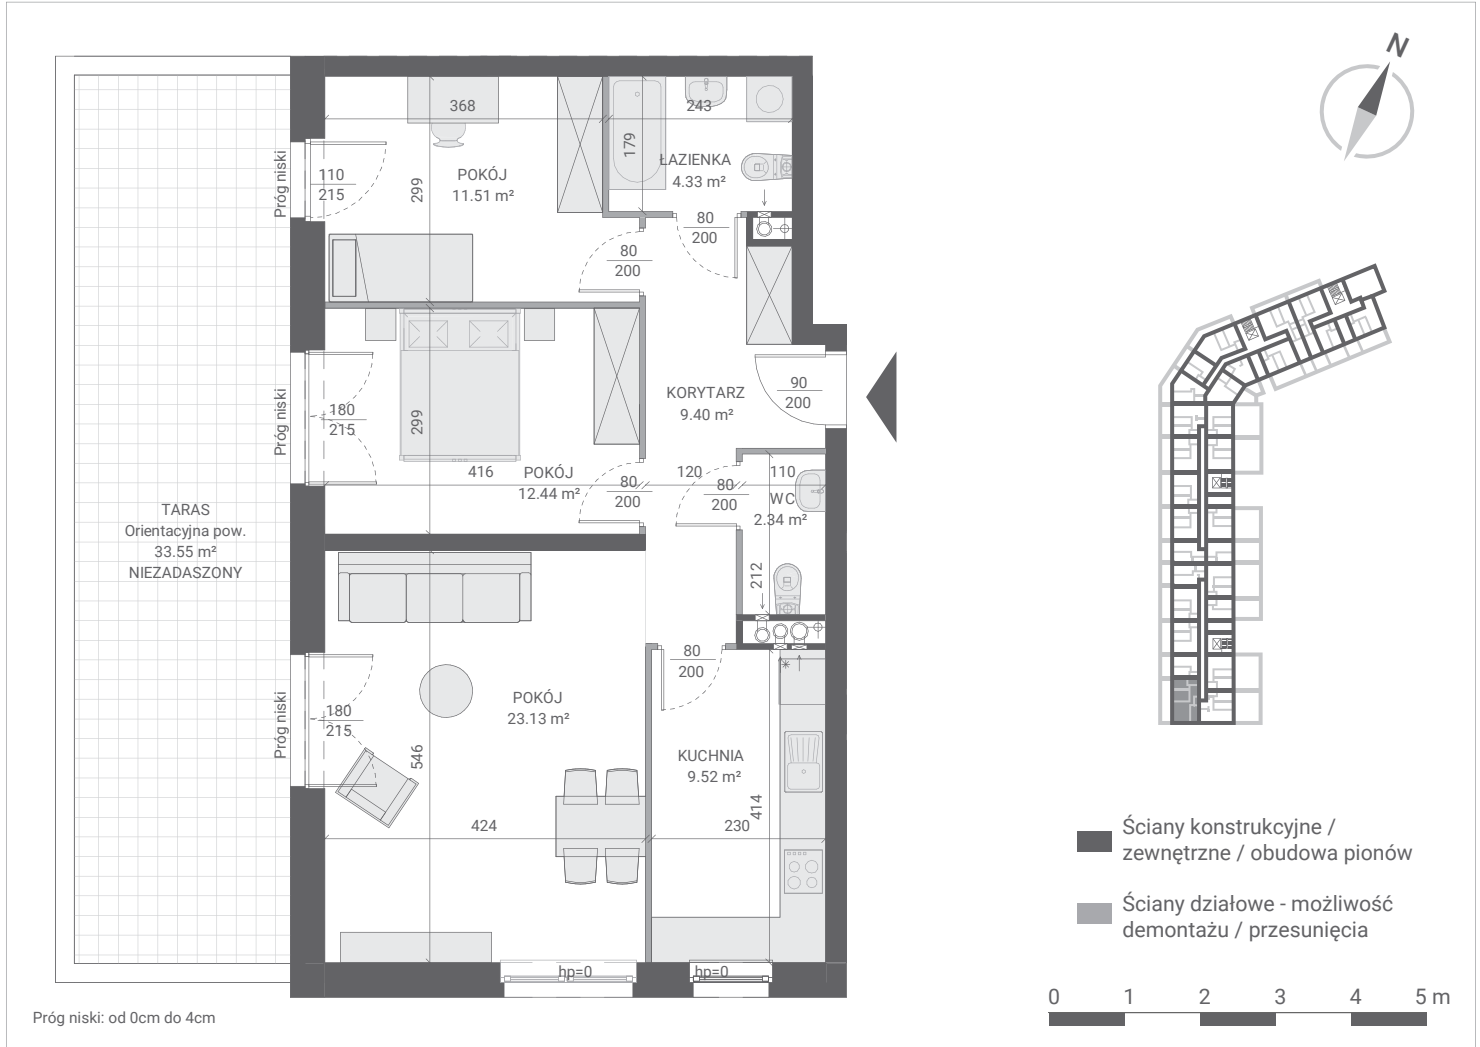 N
368
243
179
ŁAZIENKA
4.33 m²
Próg niski
110
215
299
POKÓJ
11.51 m²
80
200
80
200
Próg niski
180
215
299
KORYTARZ
9.40 m²
90
200
416
POKÓJ
12.44 m²
80
200
120
80
200
110
WC
2.34 m²
212
TARAS
Orientacyjna pow.
33.55 m²
NIEZADASZONY
80
200
Próg niski
180
215
POKÓJ
23.13 m²
546
KUCHNIA
9.52 m²
414
424
230
hp=0
hp=0
Ściany konstrukcyjne /
zewnętrzne / obudowa pionów
Ściany działowe - możliwość
demontażu / przesunięcia
0 1 2 3 4 5 m
Próg niski: od 0cm do 4cm